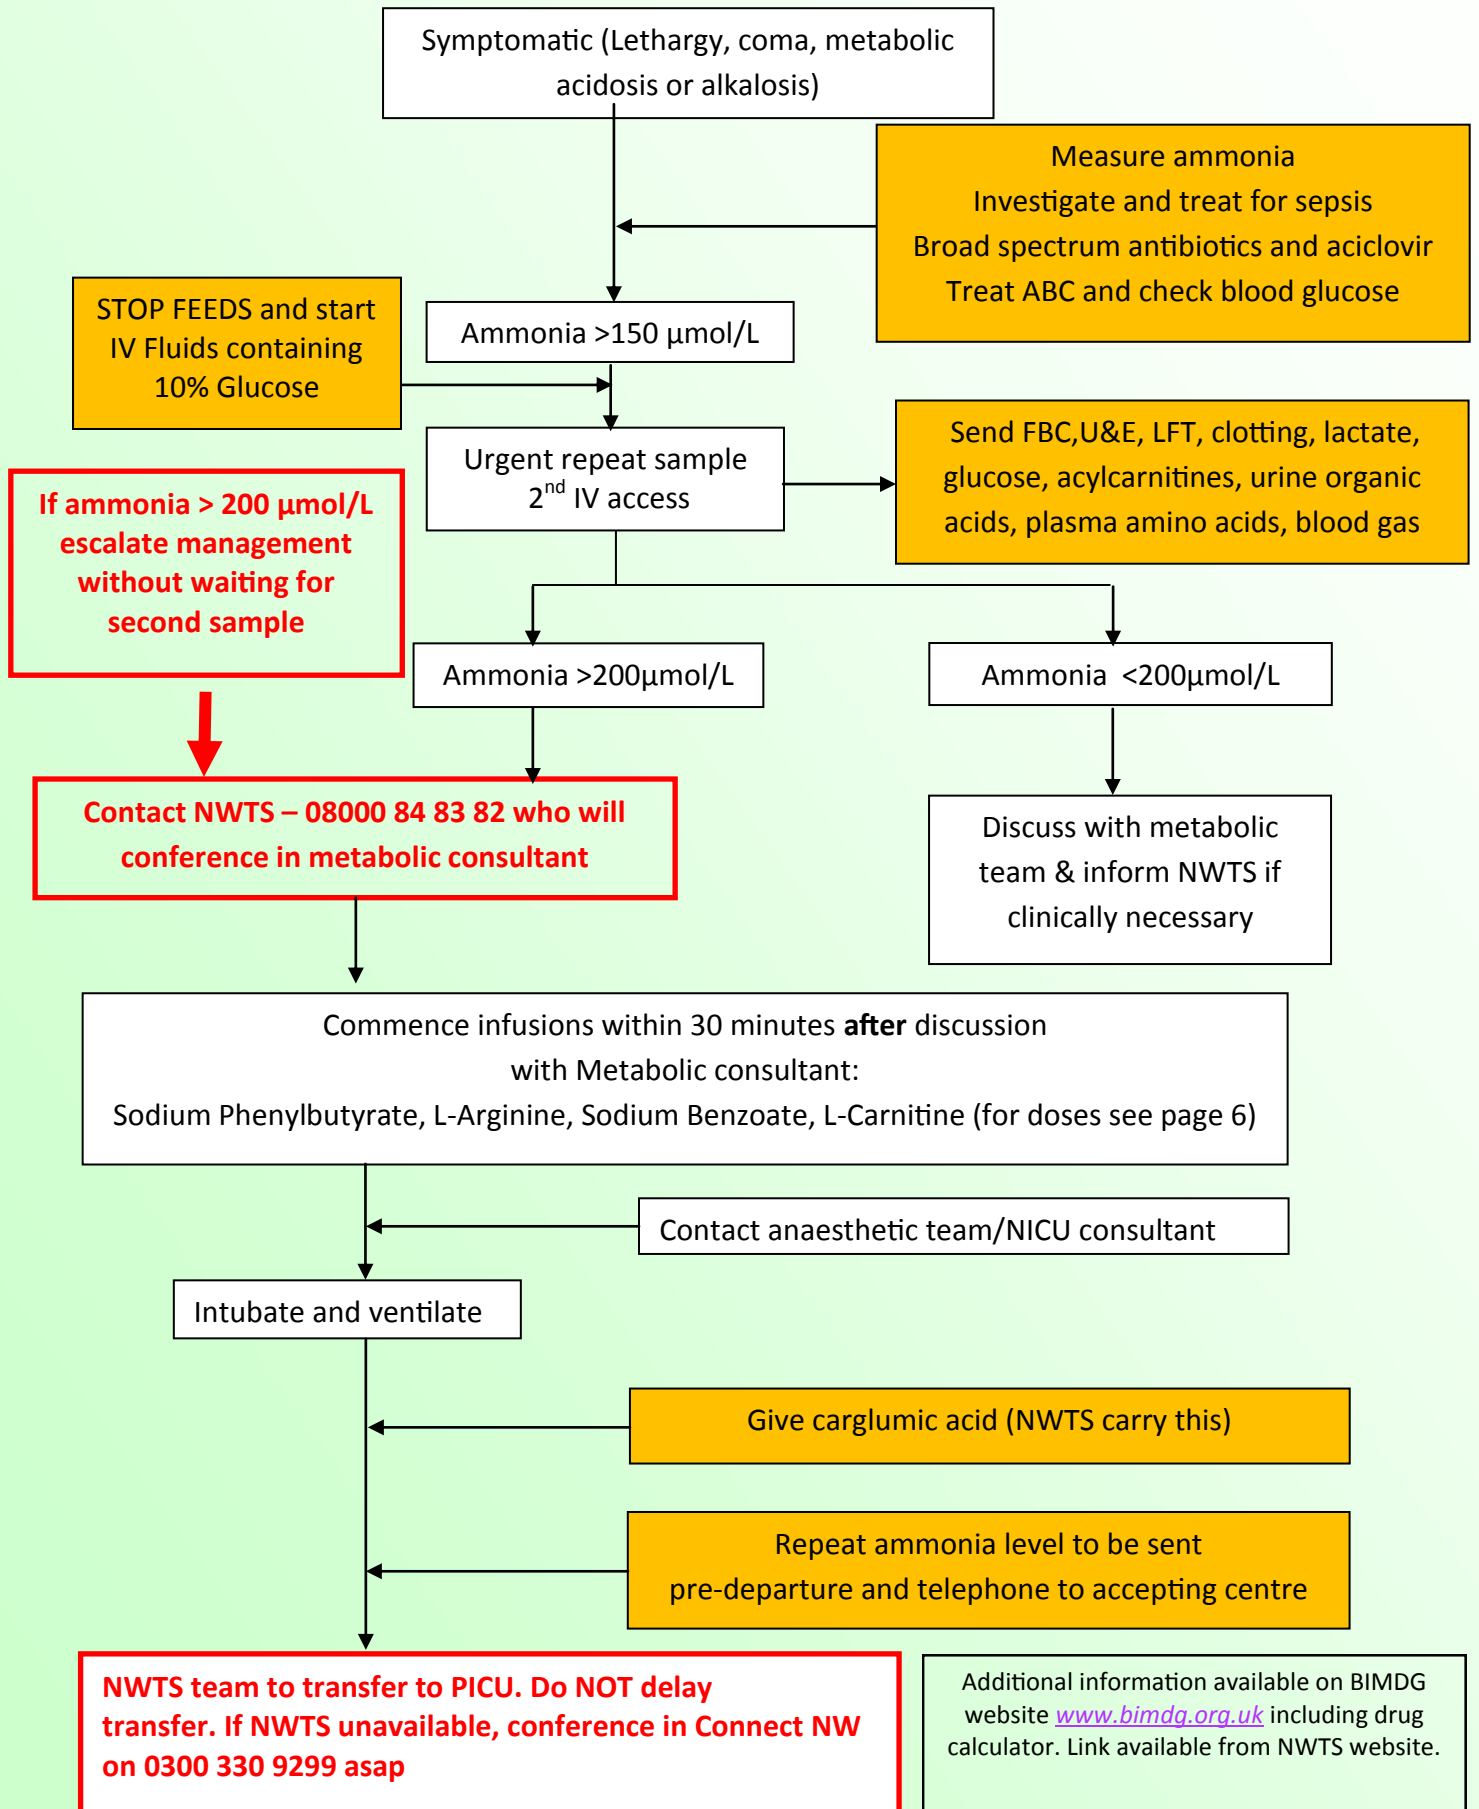 Symptomatic (Lethargy, coma, metabolic
acidosis or alkalosis)
Measure ammonia
Investigate and treat for sepsis
Broad spectrum antibiotics and aciclovir
Treat ABC and check blood glucose
STOP FEEDS and start
IV Fluids containing
10% Glucose
Ammonia >150 µmol/L
Urgent repeat sample
2nd IV access
Send FBC,U&E, LFT, clotting, lactate,
glucose, acylcarnitines, urine organic
acids, plasma amino acids, blood gas
If ammonia > 200 µmol/L
escalate management
without waiting for
second sample
Ammonia >200µmol/L
Ammonia <200µmol/L
Contact NWTS – 08000 84 83 82 who will
conference in metabolic consultant
Discuss with metabolic
team & inform NWTS if
clinically necessary
Commence infusions within 30 minutes after discussion
with Metabolic consultant:
Sodium Phenylbutyrate, L-Arginine, Sodium Benzoate, L-Carnitine (for doses see page 6)
Contact anaesthetic team/NICU consultant
Intubate and ventilate
Give carglumic acid (NWTS carry this)
Repeat ammonia level to be sent
pre-departure and telephone to accepting centre
NWTS team to transfer to PICU. Do NOT delay
transfer. If NWTS unavailable, conference in Connect NW
on 0300 330 9299 asap
Additional information available on BIMDG
website www.bimdg.org.uk including drug
calculator. Link available from NWTS website.